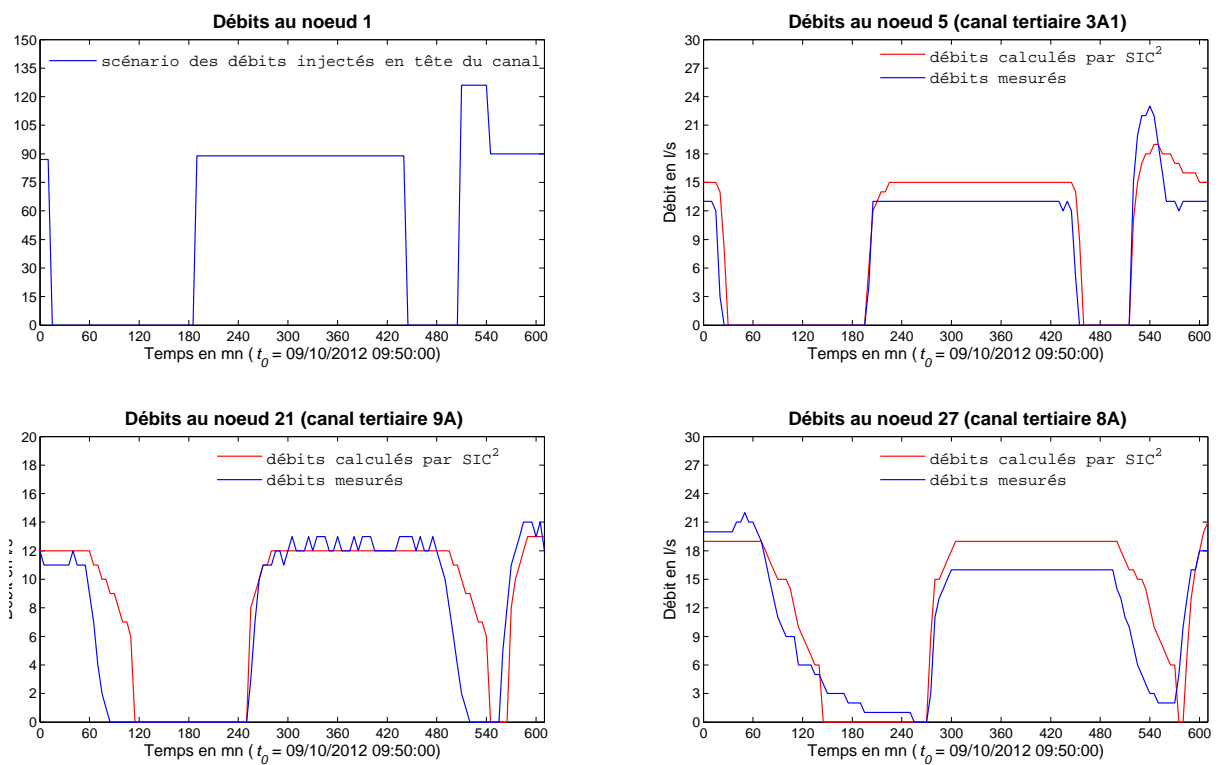 Débits au noeud 1
150
135
120
105
90
75
60
45
30
15
0
scénario des débits injectés en tête du canal
0 60 120 180 240 300 360 420 480 540 600
Temps en mn ( t0 = 09/10/2012 09:50:00)
Débits au noeud 5 (canal tertiaire 3A1)
Débit en l/s
30
27
24
21
18
15
12
9
6
3
0
débits calculés par SIC²
débits mesurés
0 60 120 180 240 300 360 420 480 540 600
Temps en mn ( t0 = 09/10/2012 09:50:00)
Débits au noeud 21 (canal tertiaire 9A)
Débit en l/s
20
18
16
14
12
10
8
6
4
2
0
débits calculés par SIC²
débits mesurés
0 60 120 180 240 300 360 420 480 540 600
Temps en mn ( t0 = 09/10/2012 09:50:00)
Débits au noeud 27 (canal tertiaire 8A)
Débit en l/s
30
27
24
21
18
15
12
9
6
3
0
débits calculés par SIC²
débits mesurés
0 60 120 180 240 300 360 420 480 540 600
Temps en mn ( t0 = 09/10/2012 09:50:00)